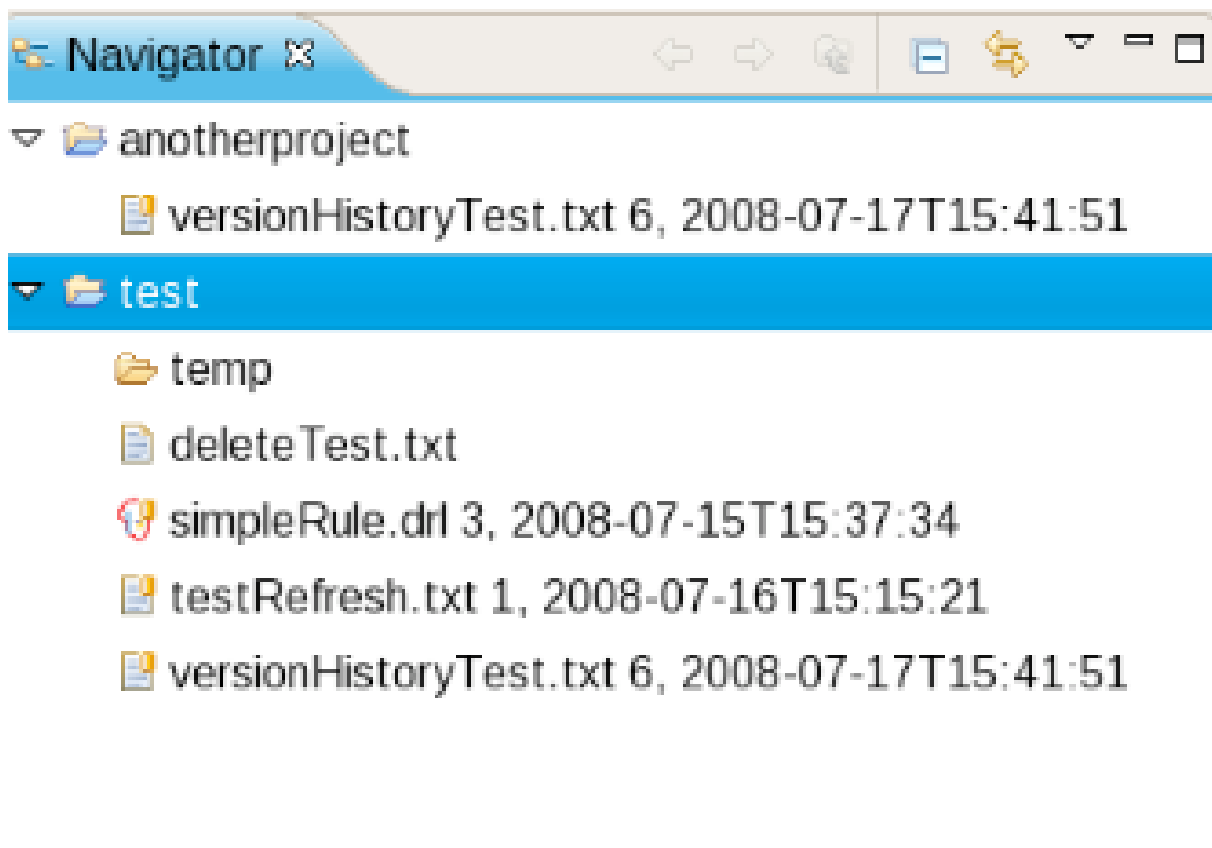 Navigator
anotherproject
versionHistoryTest.txt 6, 2008-07-17T15:41:51
test
temp
deleteTest.txt
simpleRule.drl 3, 2008-07-15T15:37:34
testRefresh.txt 1, 2008-07-16T15:15:21
versionHistoryTest.txt 6, 2008-07-17T15:41:51